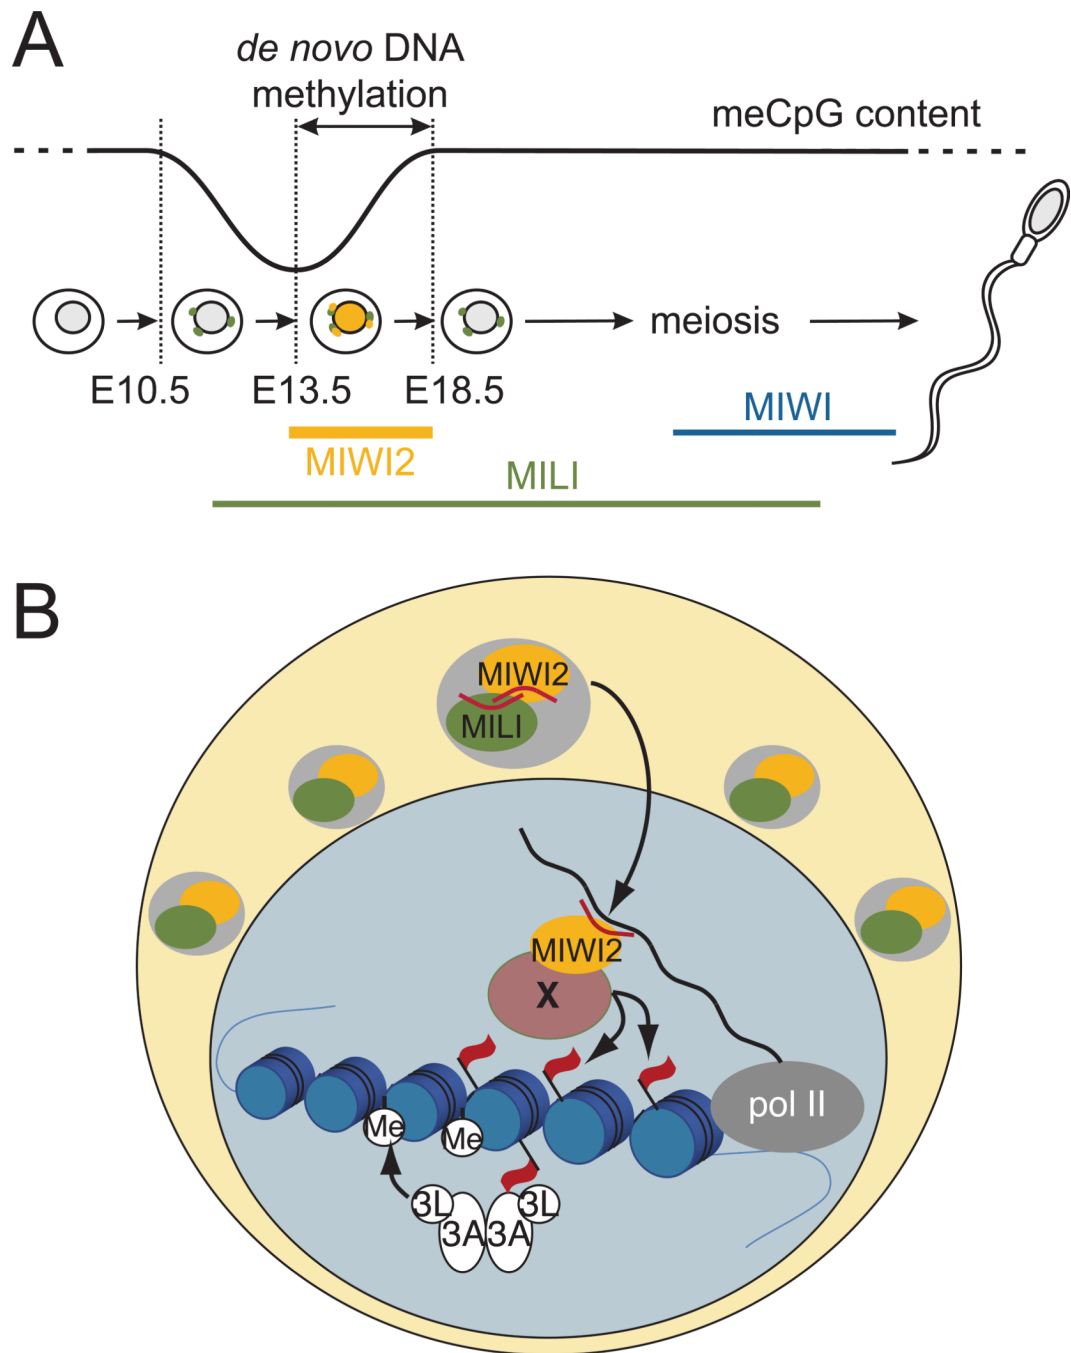 A
de novo DNA
methylation
meCpG content
meiosis
E10.5 E13.5 E18.5
MIWI
MIWI2
MILI
B
MIWI2
MILI
MIWI2
X
pol II
Me
Me
3L 3L
3A 3A